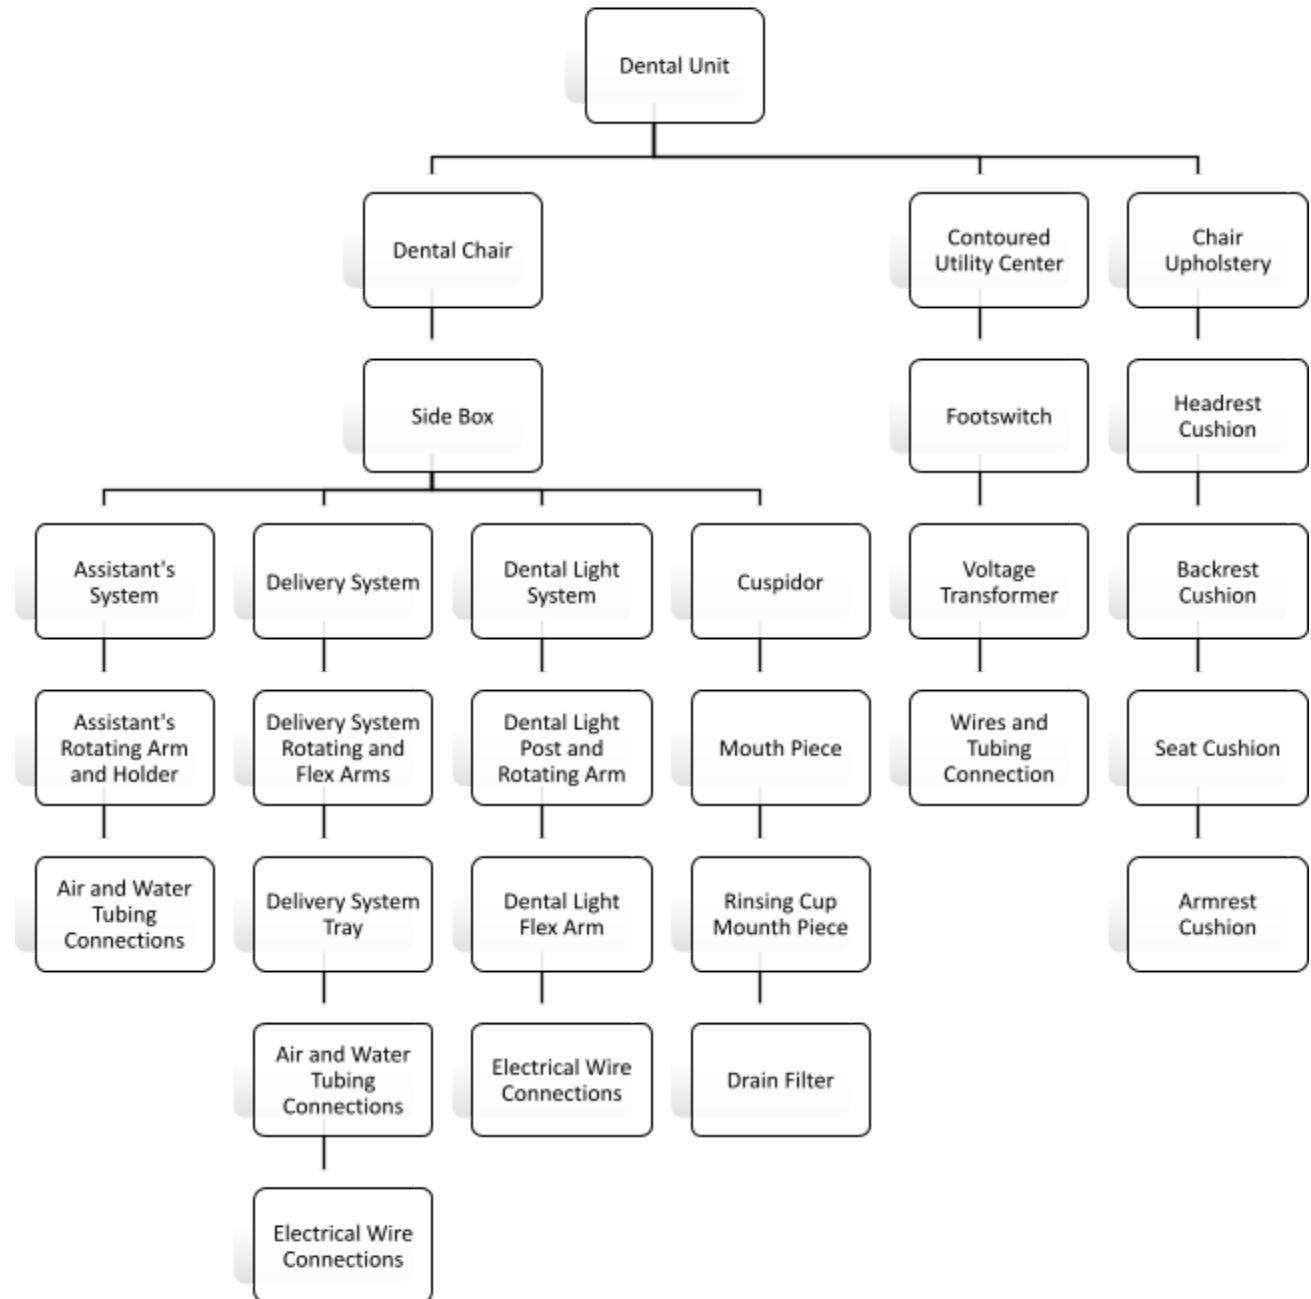 Dental Unit
Dental Chair
Contoured
Utility Center
Chair
Upholstery
Side Box
Footswitch
Headrest
Cushion
Assistant's
System
Delivery System
Dental Light
System
Cuspidor
Voltage
Transformer
Backrest
Cushion
Assistant's
Rotating Arm
and Holder
Delivery System
Rotating and
Flex Arms
Dental Light
Post and
Rotating Arm
Mouth Piece
Wires and
Tubing
Connection
Seat Cushion
Air and Water
Tubing
Connections
Delivery System
Tray
Dental Light
Flex Arm
Rinsing Cup
Mounth Piece
Armrest
Cushion
Air and Water
Tubing
Connections
Electrical Wire
Connections
Drain Filter
Electrical Wire
Connections